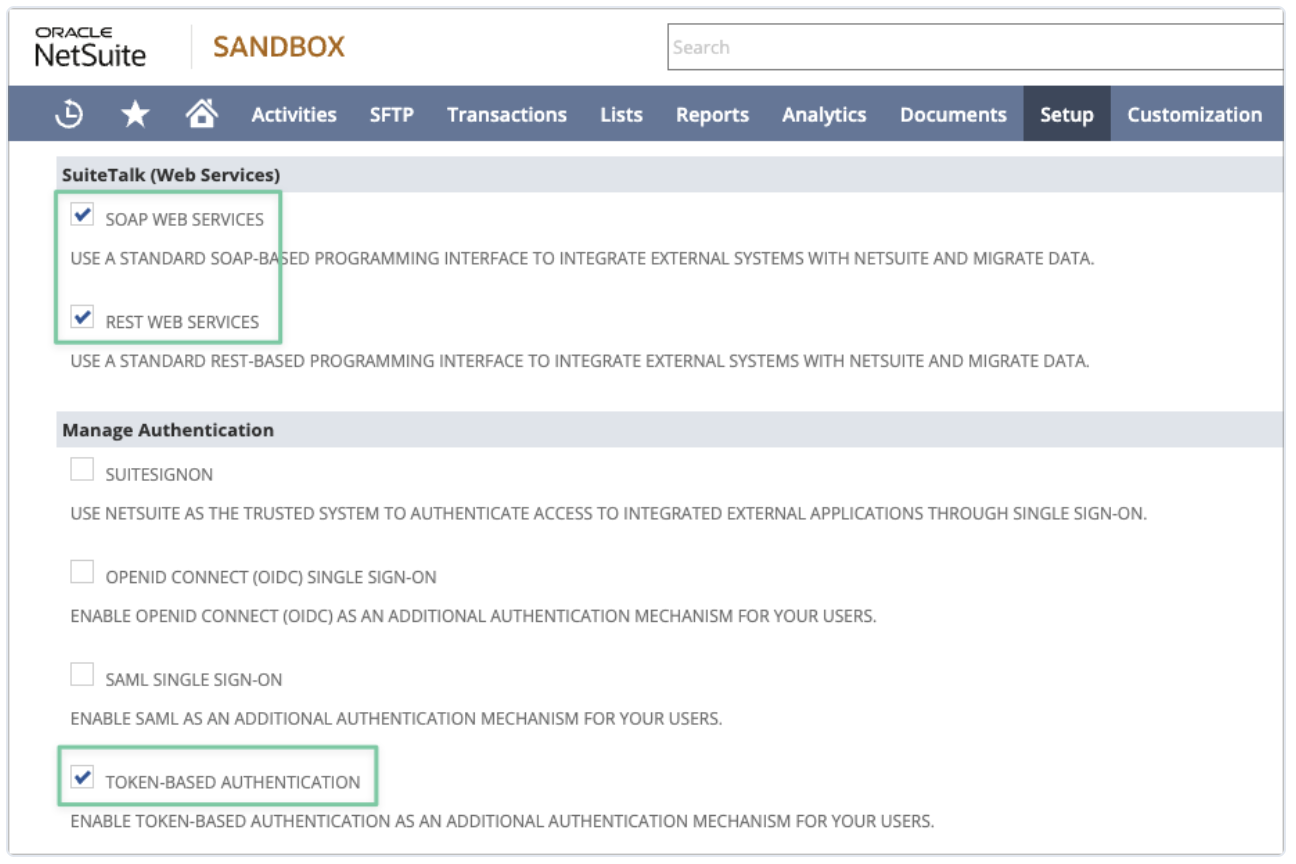 ORACLE
NetSuite
SANDBOX
Search
Activities SFTP Transactions Lists Reports Analytics Documents Setup Customization
SuiteTalk (Web Services)
SOAP WEB SERVICES
USE A STANDARD SOAP-BASED PROGRAMMING INTERFACE TO INTEGRATE EXTERNAL SYSTEMS WITH NETSUITE AND MIGRATE DATA.
REST WEB SERVICES
USE A STANDARD REST-BASED PROGRAMMING INTERFACE TO INTEGRATE EXTERNAL SYSTEMS WITH NETSUITE AND MIGRATE DATA.
Manage Authentication
SUITESIGNON
USE NETSUITE AS THE TRUSTED SYSTEM TO AUTHENTICATE ACCESS TO INTEGRATED EXTERNAL APPLICATIONS THROUGH SINGLE SIGN-ON.
OPENID CONNECT (OIDC) SINGLE SIGN-ON
ENABLE OPENID CONNECT (OIDC) AS AN ADDITIONAL AUTHENTICATION MECHANISM FOR YOUR USERS.
SAML SINGLE SIGN-ON
ENABLE SAML AS AN ADDITIONAL AUTHENTICATION MECHANISM FOR YOUR USERS.
TOKEN-BASED AUTHENTICATION
ENABLE TOKEN-BASED AUTHENTICATION AS AN ADDITIONAL AUTHENTICATION MECHANISM FOR YOUR USERS.